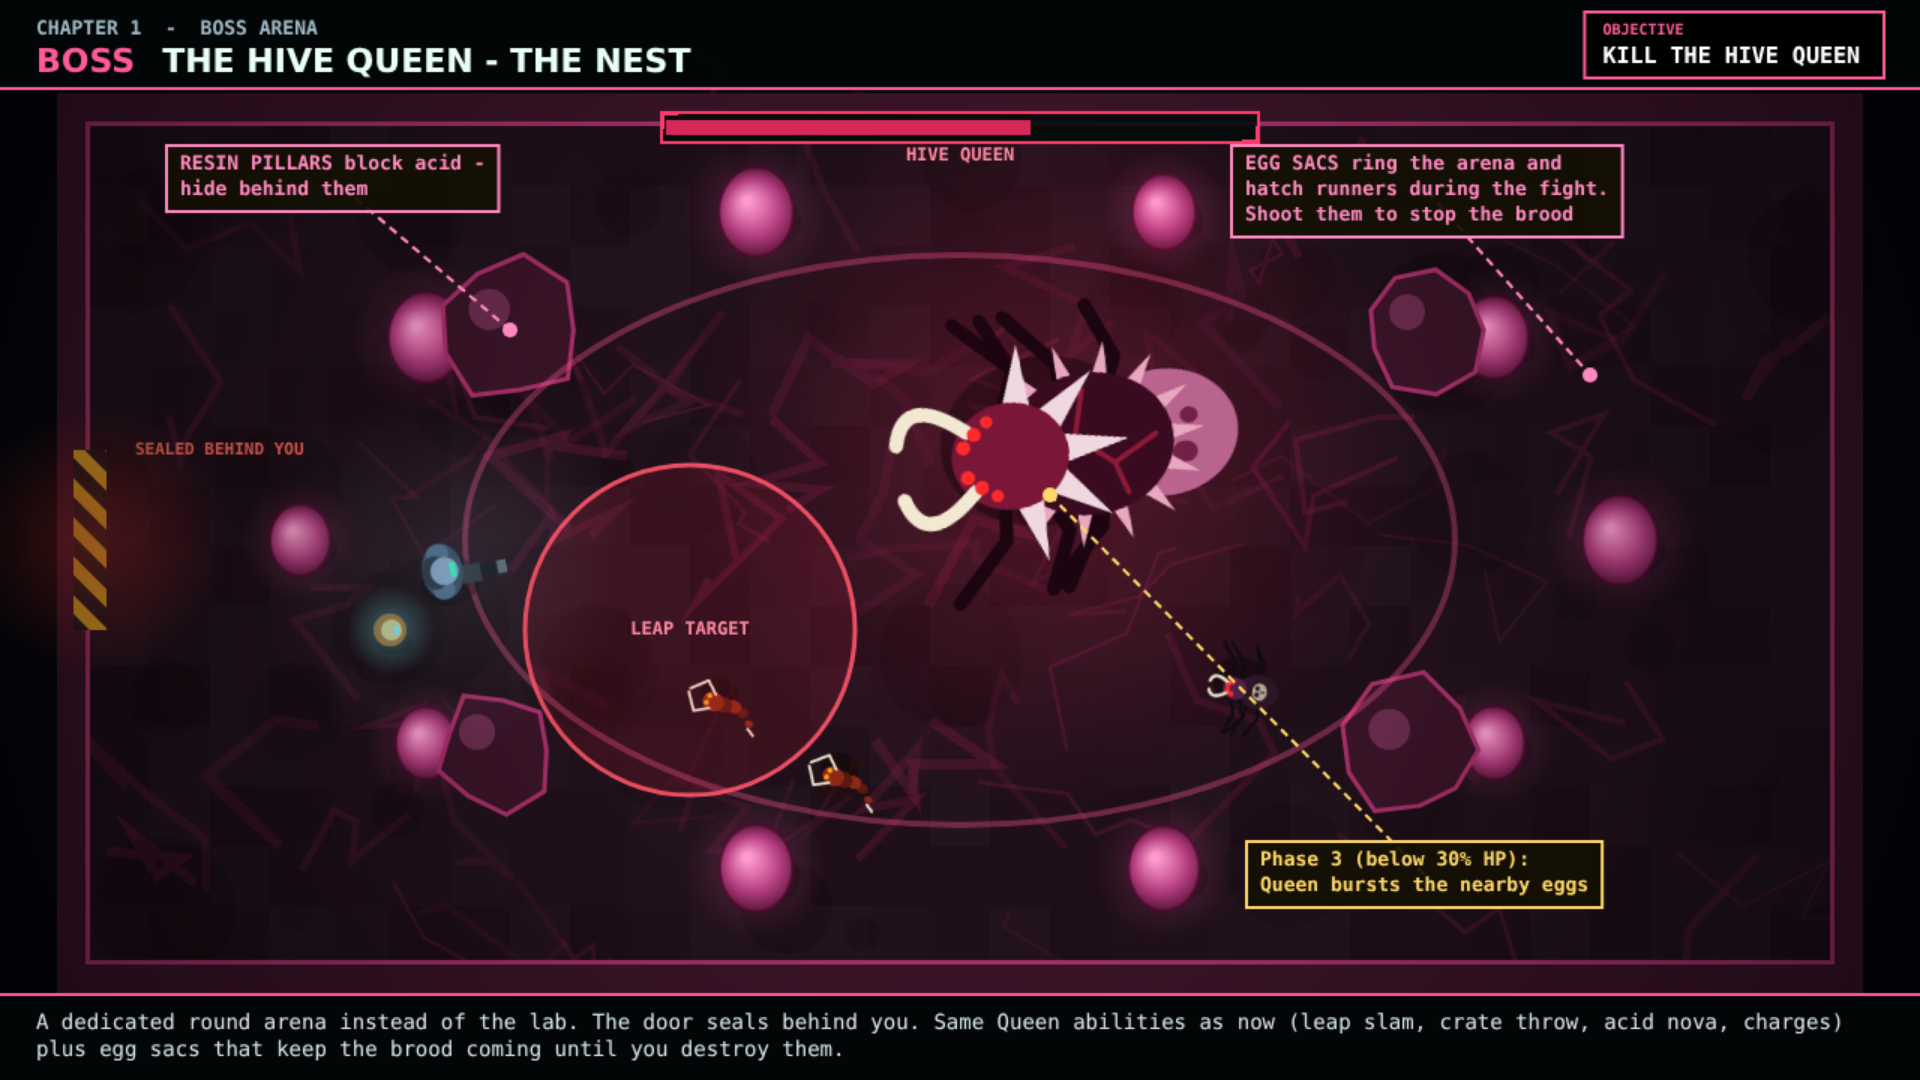 CHAPTER 1 - BOSS ARENA
BOSS THE HIVE QUEEN - THE NEST
OBJECTIVE
KILL THE HIVE QUEEN
HIVE QUEEN
RESIN PILLARS block acid -
hide behind them
EGG SACS ring the arena and
hatch runners during the fight.
Shoot them to stop the brood
SEALED BEHIND YOU
LEAP TARGET
Phase 3 (below 30% HP):
Queen bursts the nearby eggs
A dedicated round arena instead of the lab. The door seals behind you. Same Queen abilities as now (leap slam, crate throw, acid nova, charges)
plus egg sacs that keep the brood coming until you destroy them.